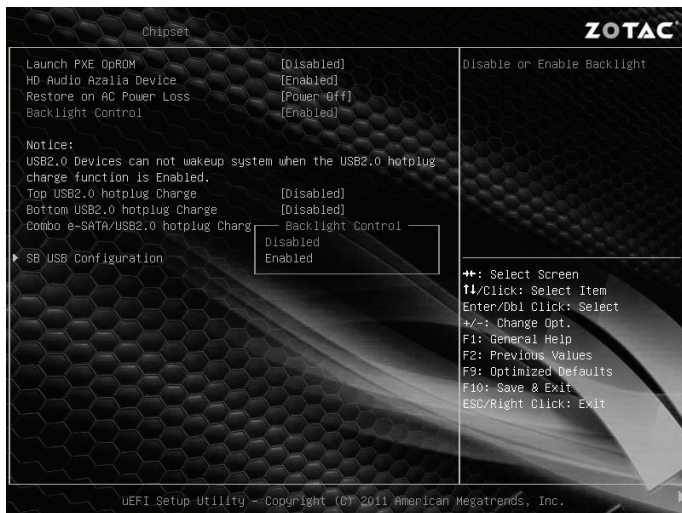 Chipset
ZOTAC
Launch PXE OpROM [Disabled]
HD Audio Azalia Device [Enabled]
Restore on AC Power Loss [Power Off]
Backlight Control [Enabled]
Notice:
USB2.0 Devices can not wakeup system when the USB2.0 hotplug
charge function is Enabled.
Top USB2.0 hotplug Charge [Disabled]
Bottom USB2.0 hotplug Charge [Disabled]
Combo e-SATA/USB2.0 hotplug Charg
Backlight Control
Disabled
Enabled
SB USB Configuration
Disable or Enable Backlight
→←: Select Screen
↑↓/Click: Select Item
Enter/Dbl Click: Select
+/-: Change Opt.
F1: General Help
F2: Previous Values
F9: Optimized Defaults
F10: Save & Exit
ESC/Right Click: Exit
uEFI Setup Utility - Copyright (C) 2011 American Megatrends, Inc.